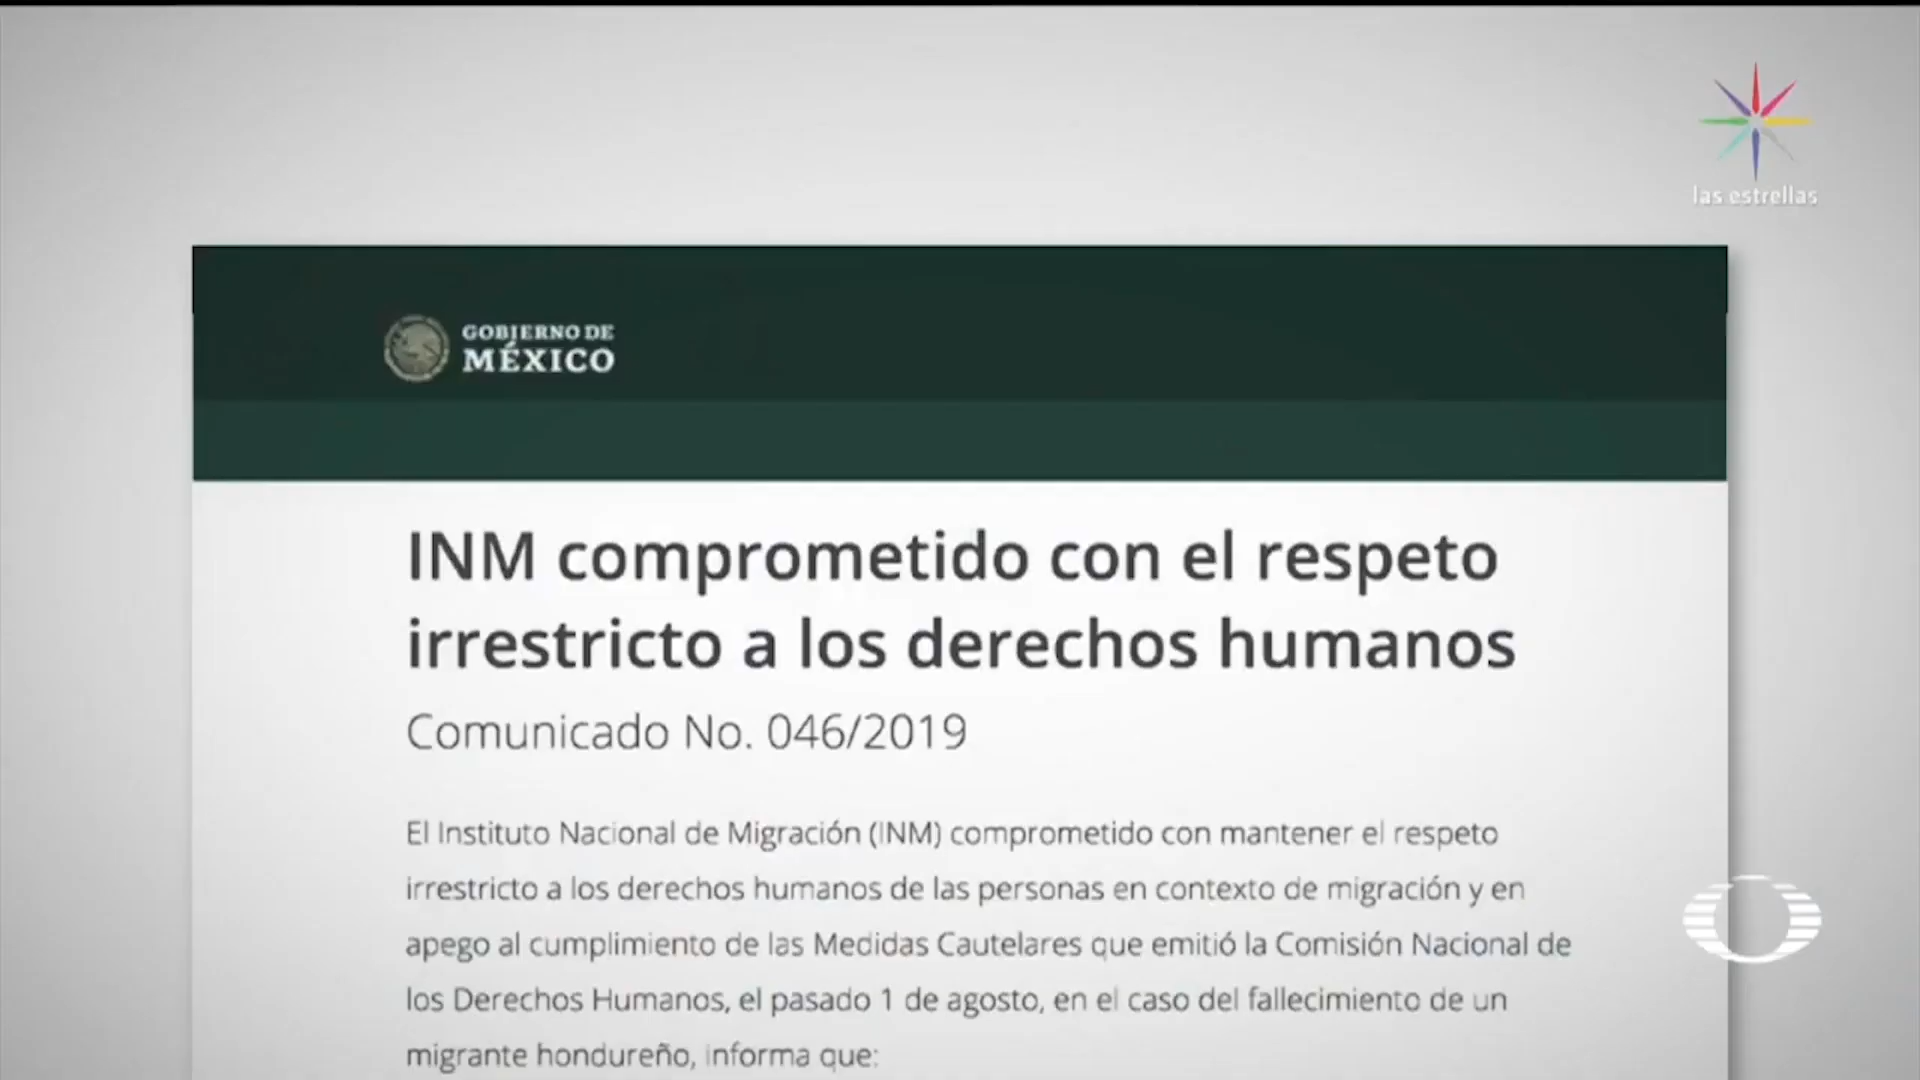 las estrellas
GOBIERNO DE
MÉXICO
INM comprometido con el respeto
irrestricto a los derechos humanos
Comunicado No. 046/2019
El Instituto Nacional de Migración (INM) comprometido con mantener el respeto
irrestricto a los derechos humanos de las personas en contexto de migración y en
apego al cumplimiento de las Medidas Cautelares que emitió la Comisión Nacional de
los Derechos Humanos, el pasado 1 de agosto, en el caso del fallecimiento de un
migrante hondureño, informa que: